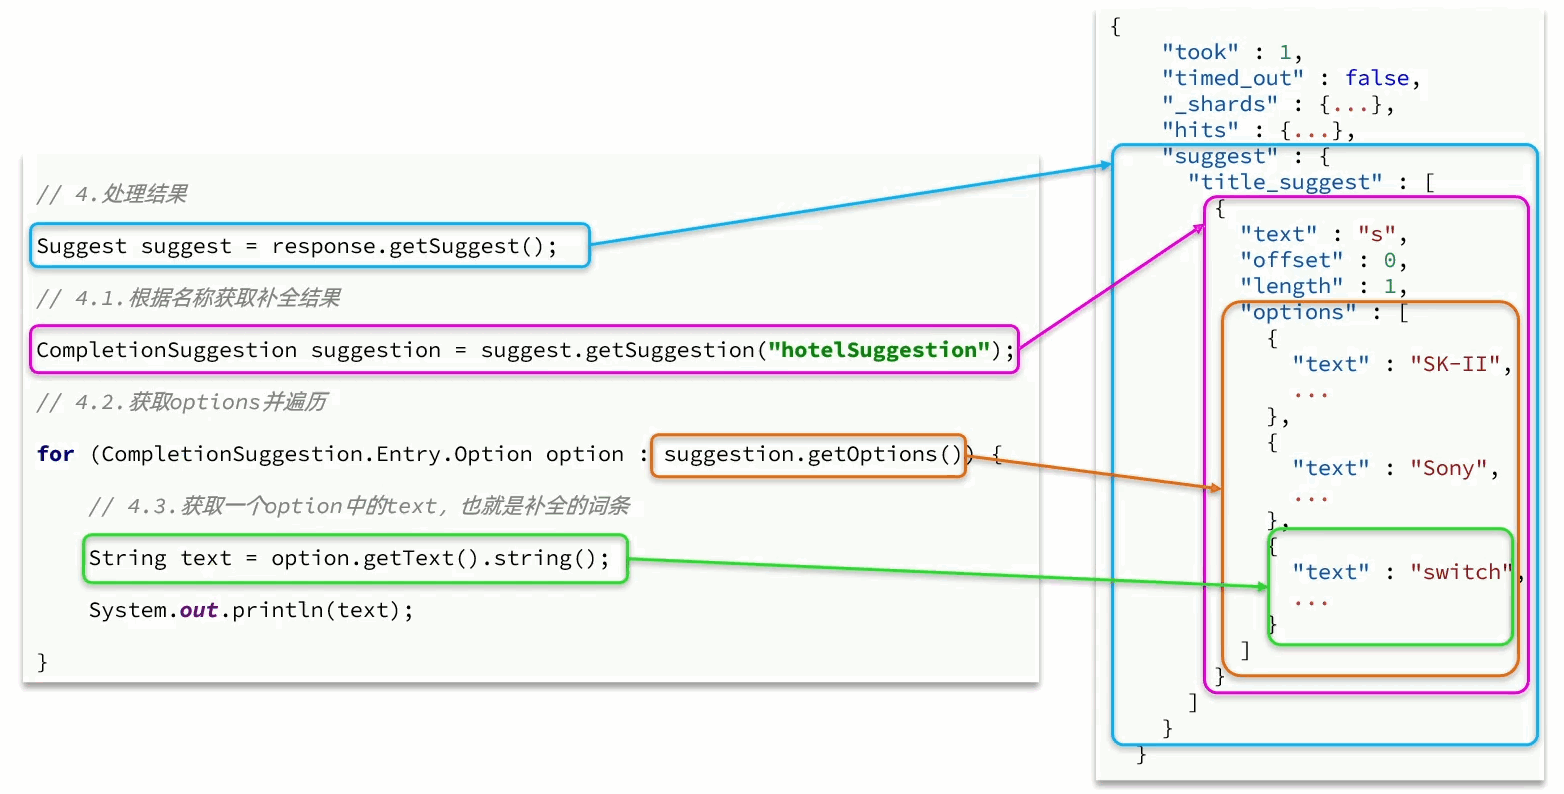 // 4.处理结果
Suggest suggest = response.getSuggest();
// 4.1.根据名称获取补全结果
CompletionSuggestion suggestion = suggest.getSuggestion("hotelSuggestion");
// 4.2.获取options并遍历
for (CompletionSuggestion.Entry.Option option : suggestion.getOptions()) {
// 4.3.获取一个option中的text，也就是补全的词条
String text = option.getText().string();
System.out.println(text);
}
{
"took" : 1,
"timed_out" : false,
"_shards" : {...},
"hits" : {...},
"suggest" : {
"title_suggest" : [
{
"text" : "s",
"offset" : 0,
"length" : 1,
"options" : [
{
"text" : "SK-II",
...
},
{
"text" : "Sony",
...
},
{
"text" : "switch",
...
}
]
}
]
}
}